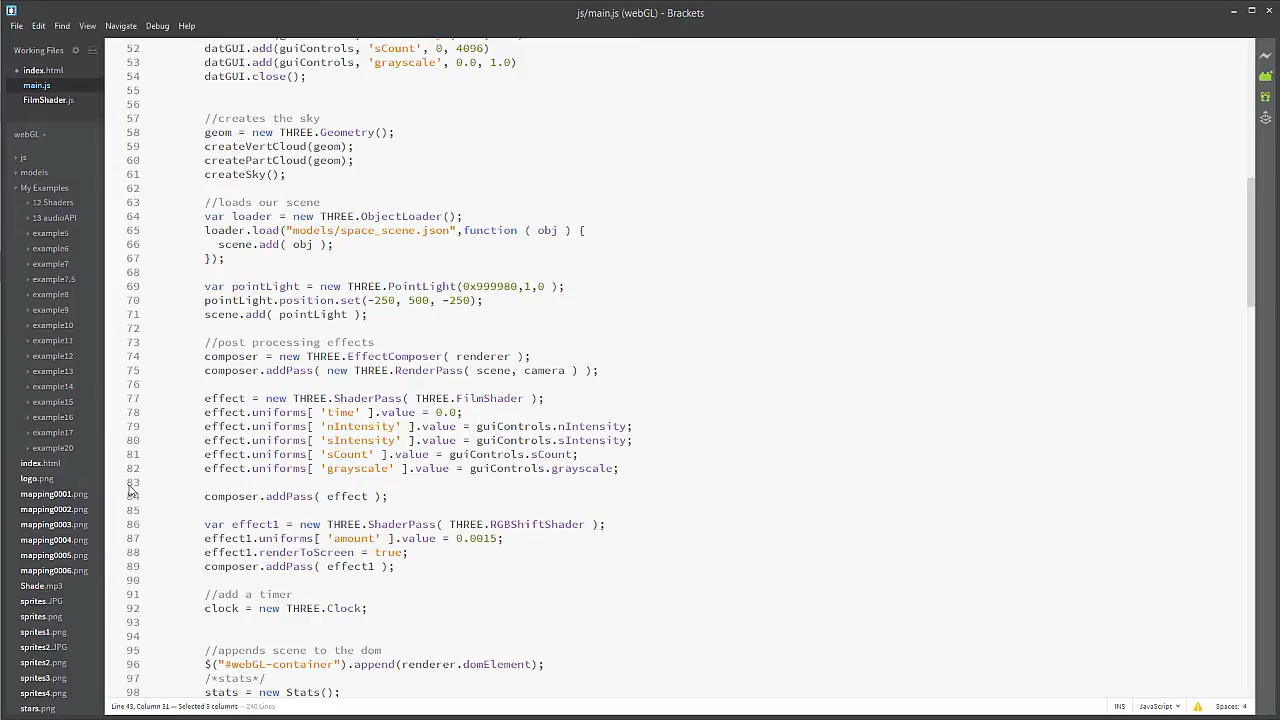 js/main.js (webGL) - Brackets
File Edit Find View Navigate Debug Help
Working Files
index.html
main.js
FilmShader.js
webGL
js
models
My Examples
12 Shaders
13 audioAPI
example5
example6
example7
example7.5
example8
example9
example10
example11
example12
example13
example14
example15
example16
example17
example20
index.html
logo.png
mapping0001.png
mapping0002.png
mapping0003.png
mapping0004.png
mapping0005.png
mapping0006.png
Shade.mp3
sprites.JPG
sprites.png
sprites1.png
sprites2.JPG
sprites2.png
sprites3.png
sprites4.png
stars.png
52 datGUI.add(guiControls, 'sCount', 0, 4096)
53 datGUI.add(guiControls, 'grayscale', 0.0, 1.0)
54 datGUI.close();
55
56
57 //creates the sky
58 geom = new THREE.Geometry();
59 createVertCloud(geom);
60 createPartCloud(geom);
61 createSky();
62
63 //loads our scene
64 var loader = new THREE.ObjectLoader();
65 loader.load("models/space_scene.json",function ( obj ) {
66 scene.add( obj );
67 });
68
69 var pointLight = new THREE.PointLight(0x999980,1,0 );
70 pointLight.position.set(-250, 500, -250);
71 scene.add( pointLight );
72
73 //post processing effects
74 composer = new THREE.EffectComposer( renderer );
75 composer.addPass( new THREE.RenderPass( scene, camera ) );
76
77 effect = new THREE.ShaderPass( THREE.FilmShader );
78 effect.uniforms[ 'time' ].value = 0.0;
79 effect.uniforms[ 'nIntensity' ].value = guiControls.nIntensity;
80 effect.uniforms[ 'sIntensity' ].value = guiControls.sIntensity;
81 effect.uniforms[ 'sCount' ].value = guiControls.sCount;
82 effect.uniforms[ 'grayscale' ].value = guiControls.grayscale;
83
84 composer.addPass( effect );
85
86 var effect1 = new THREE.ShaderPass( THREE.RGBShiftShader );
87 effect1.uniforms[ 'amount' ].value = 0.0015;
88 effect1.renderToScreen = true;
89 composer.addPass( effect1 );
90
91 //add a timer
92 clock = new THREE.Clock;
93
94
95 //appends scene to the dom
96 $("#webGL-container").append(renderer.domElement);
97 /*stats*/
98 stats = new Stats();
Line 43, Column 31 — Selected 9 columns — 240 Lines
INS JavaScript Spaces: 4